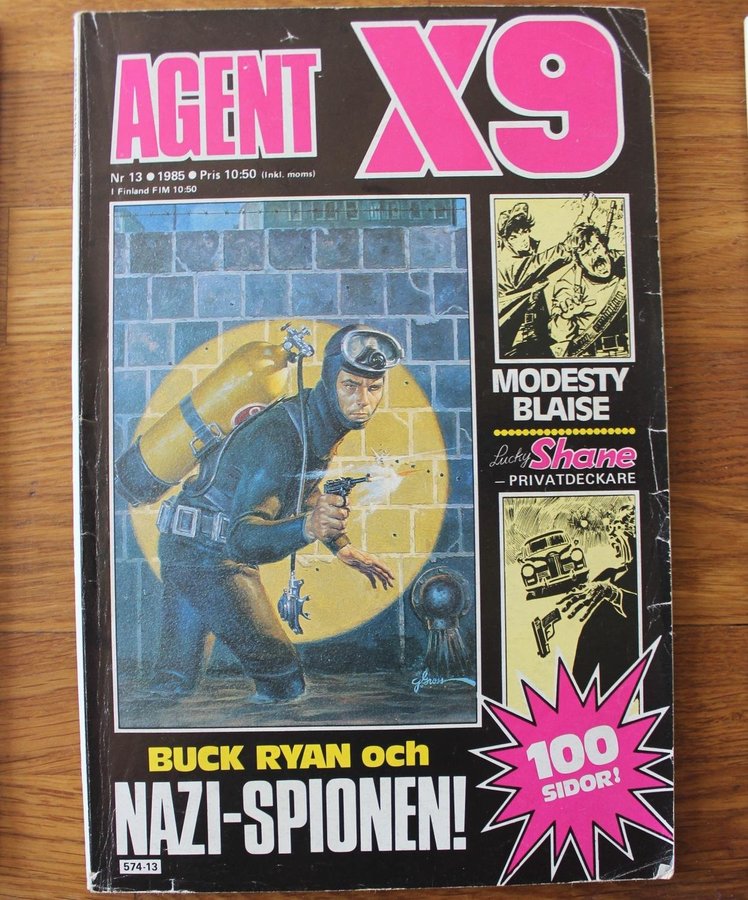 AGENT X9
Nr 13 ● 1985 ● Pris 10:50 (Inkl. moms)
I Finland FIM 10:50
MODESTY
BLAISE
Lucky Shane
– PRIVATDECKARE
G Gross
BUCK RYAN och
NAZI-SPIONEN!
100
SIDOR!
574-13